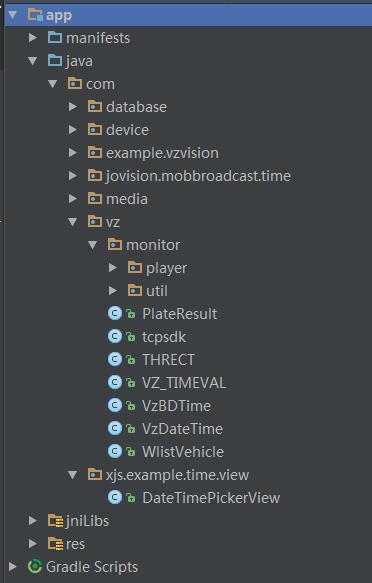 app
manifests
java
com
database
device
example.vzvision
jovision.mobbroadcast.time
media
vz
monitor
player
util
PlateResult
tcpsdk
THRECT
VZ_TIMEVAL
VzBDTime
VzDateTime
WlistVehicle
xjs.example.time.view
DateTimePickerView
jniLibs
res
Gradle Scripts